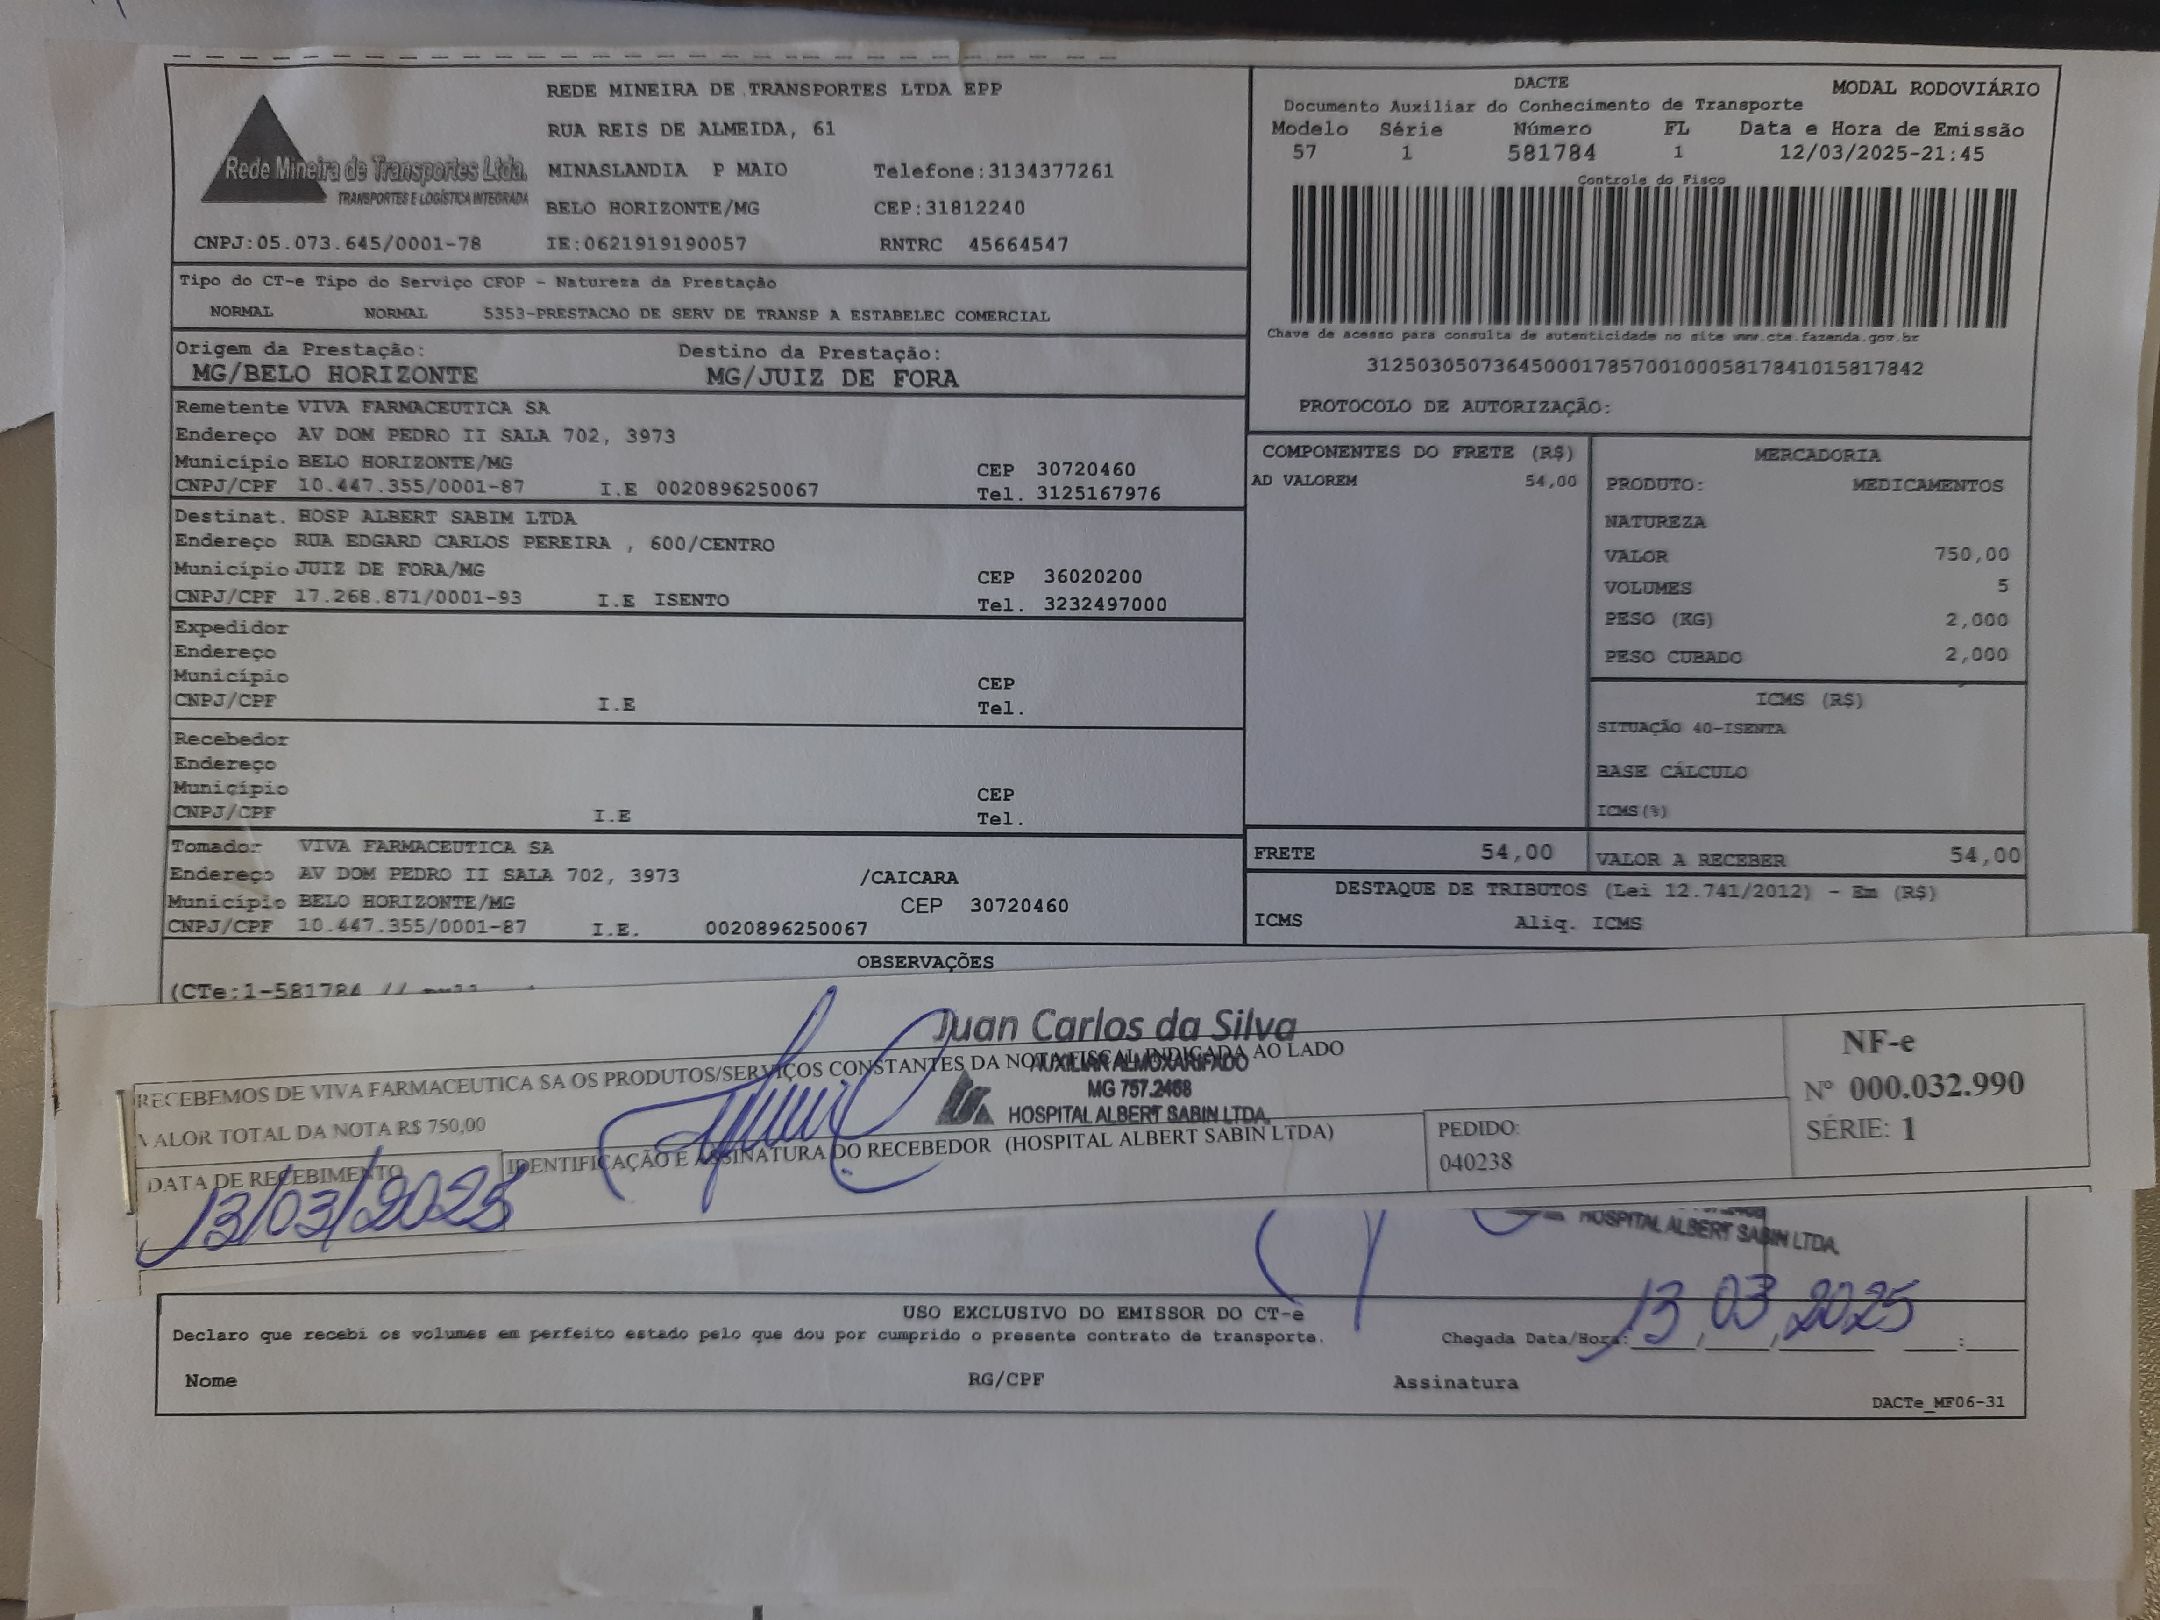 REDE MINEIRA DE TRANSPORTES LTDA EPP
RUA REIS DE ALMEIDA, 61
MINASLANDIA P MAIO Telefone:3134377261
BELO HORIZONTE/MG CEP:31812240
CNPJ:05.073.645/0001-78 IE:0621919190057 RNTRC 45664547
Rede Mineira de Transportes Ltda.
TRANSPORTES E LOGÍSTICA INTEGRADA
DACTE MODAL RODOVIÁRIO
Documento Auxiliar do Conhecimento de Transporte
Modelo Série Número FL Data e Hora de Emissão
57 1 581784 1 12/03/2025-21:45
Controle do Fisco
Chave de acesso para consulta de autenticidade no site www.cte.fazenda.gov.br
31250305073645000178570010005817841015817842
PROTOCOLO DE AUTORIZAÇÃO:
Tipo do CT-e Tipo do Serviço CFOP - Natureza da Prestação
NORMAL NORMAL 5353-PRESTACAO DE SERV DE TRANSP A ESTABELEC COMERCIAL
Origem da Prestação: Destino da Prestação:
MG/BELO HORIZONTE MG/JUIZ DE FORA
Remetente VIVA FARMACEUTICA SA
Endereço AV DOM PEDRO II SALA 702, 3973
Município BELO HORIZONTE/MG CEP 30720460
CNPJ/CPF 10.447.355/0001-87 I.E 0020896250067 Tel. 3125167976
Destinat. HOSP ALBERT SABIM LTDA
Endereço RUA EDGARD CARLOS PEREIRA , 600/CENTRO
Município JUIZ DE FORA/MG CEP 36020200
CNPJ/CPF 17.268.871/0001-93 I.E ISENTO Tel. 3232497000
Expedidor
Endereço
Município CEP
CNPJ/CPF I.E Tel.
Recebedor
Endereço
Município CEP
CNPJ/CPF I.E Tel.
Tomador VIVA FARMACEUTICA SA
Endereço AV DOM PEDRO II SALA 702, 3973 /CAICARA
Município BELO HORIZONTE/MG CEP 30720460
CNPJ/CPF 10.447.355/0001-87 I.E. 0020896250067
COMPONENTES DO FRETE (R$)
AD VALOREM 54,00
MERCADORIA
PRODUTO: MEDICAMENTOS
NATUREZA
VALOR 750,00
VOLUMES 5
PESO (KG) 2,000
PESO CUBADO 2,000
ICMS (R$)
SITUAÇÃO 40-ISENTA
BASE CÁLCULO
ICMS(%)
FRETE 54,00 VALOR A RECEBER 54,00
DESTAQUE DE TRIBUTOS (Lei 12.741/2012) - Em (R$)
ICMS Aliq. ICMS
OBSERVAÇÕES
(CTe:1-581784 //
Juan Carlos da Silva
AUXILIAR ALMOXARIFADO
MG 757.2468
HOSPITAL ALBERT SABIN LTDA.
RECEBEMOS DE VIVA FARMACEUTICA SA OS PRODUTOS/SERVIÇOS CONSTANTES DA NOTA FISCAL INDICADA AO LADO
VALOR TOTAL DA NOTA R$ 750,00
DATA DE RECEBIMENTO IDENTIFICAÇÃO E ASSINATURA DO RECEBEDOR (HOSPITAL ALBERT SABIN LTDA)
13/03/2025
PEDIDO:
040238
NF-e
Nº 000.032.990
SÉRIE: 1
HOSPITAL ALBERT SABIN LTDA.
USO EXCLUSIVO DO EMISSOR DO CT-e
Declaro que recebi os volumes em perfeito estado pelo que dou por cumprido o presente contrato de transporte. Chegada Data/Hora: 13/03/2025 :
Nome RG/CPF Assinatura
DACTe_MF06-31